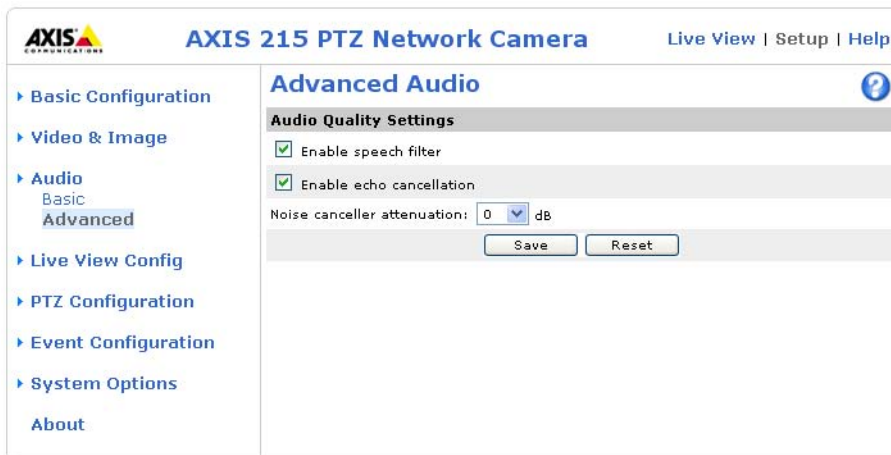 AXIS
COMMUNICATIONS
AXIS 215 PTZ Network Camera
Live View | Setup | Help
Basic Configuration
Video & Image
Audio
Basic
Advanced
Live View Config
PTZ Configuration
Event Configuration
System Options
About
Advanced Audio
?
Audio Quality Settings
Enable speech filter
Enable echo cancellation
Noise canceller attenuation: 0 dB
Save Reset